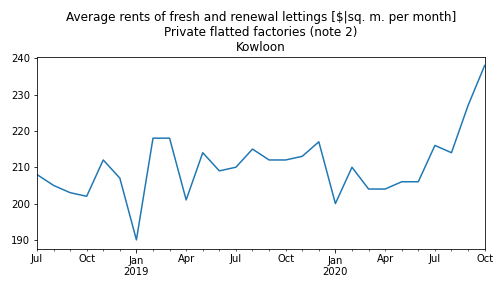 Average rents of fresh and renewal lettings [$|sq. m. per month]
Private flatted factories (note 2)
Kowloon
240
230
220
210
200
190
Jul
Oct
Jan
2019
Apr
Jul
Oct
Jan
2020
Apr
Jul
Oct